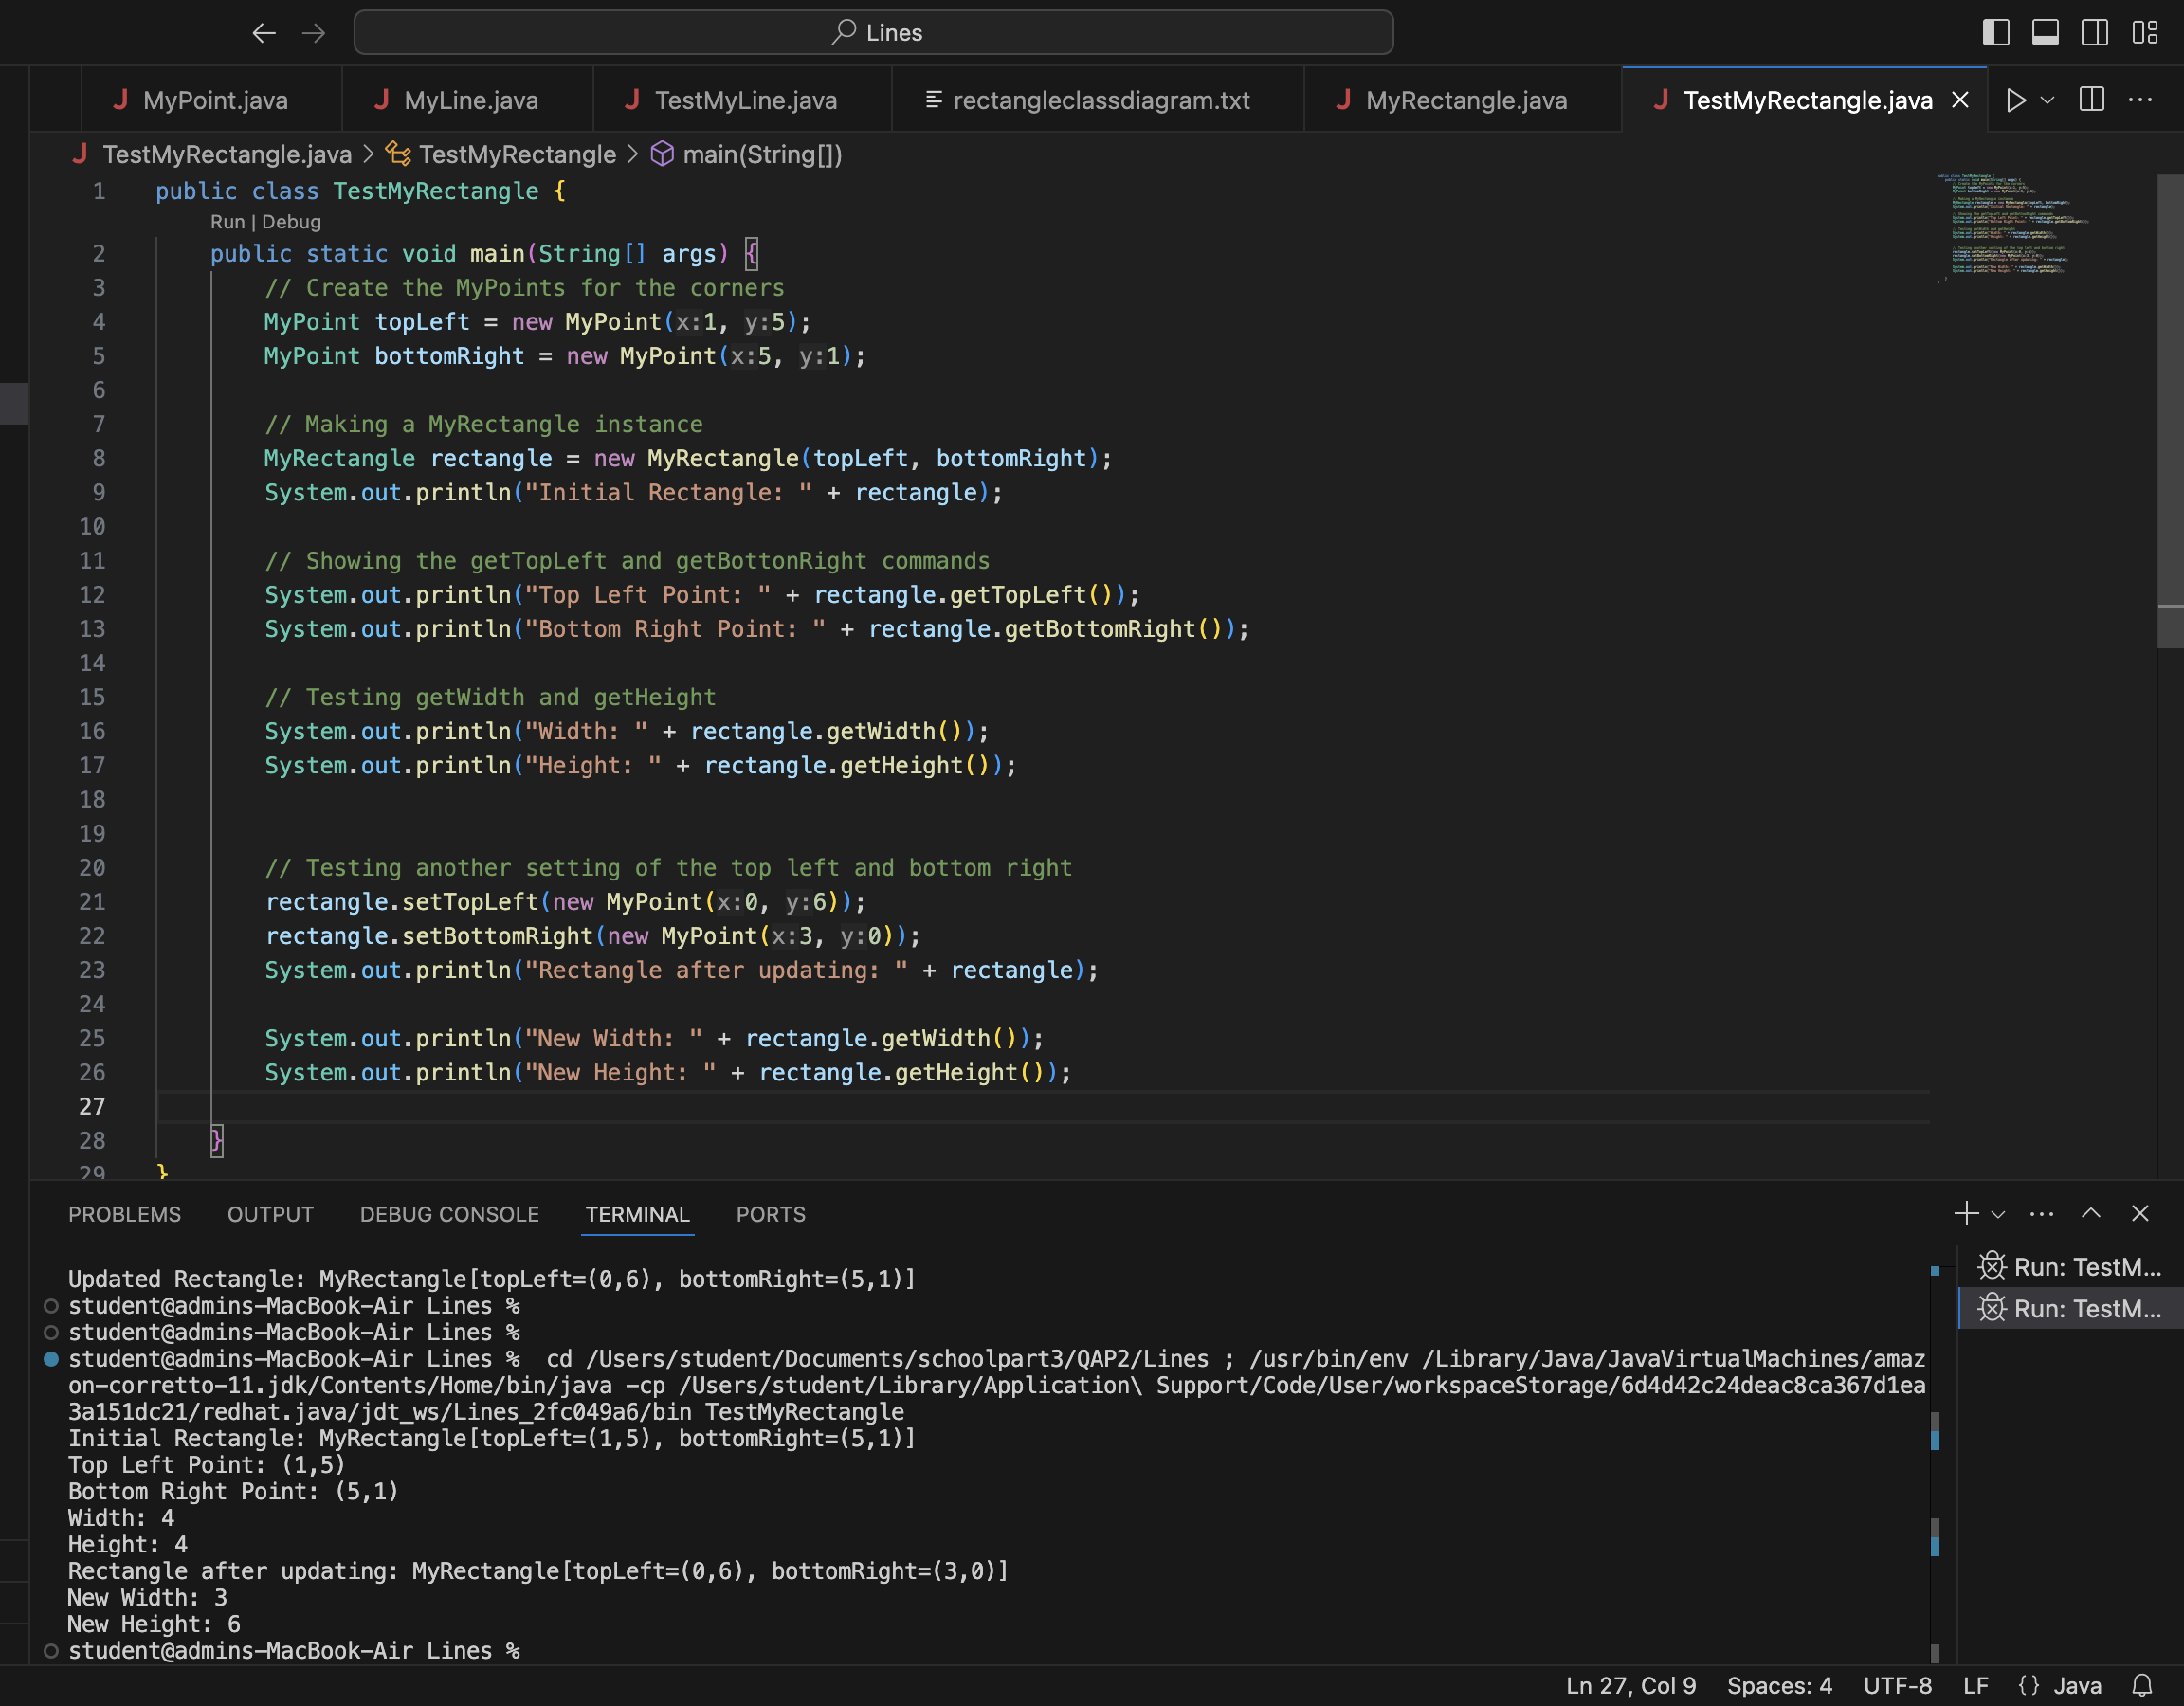 Lines
MyPoint.java
MyLine.java
TestMyLine.java
rectangleclassdiagram.txt
MyRectangle.java
TestMyRectangle.java
TestMyRectangle.java > TestMyRectangle > main(String[])
1 public class TestMyRectangle {
Run | Debug
2 public static void main(String[] args) {
3 // Create the MyPoints for the corners
4 MyPoint topLeft = new MyPoint(x:1, y:5);
5 MyPoint bottomRight = new MyPoint(x:5, y:1);
6
7 // Making a MyRectangle instance
8 MyRectangle rectangle = new MyRectangle(topLeft, bottomRight);
9 System.out.println("Initial Rectangle: " + rectangle);
10
11 // Showing the getTopLeft and getBottonRight commands
12 System.out.println("Top Left Point: " + rectangle.getTopLeft());
13 System.out.println("Bottom Right Point: " + rectangle.getBottomRight());
14
15 // Testing getWidth and getHeight
16 System.out.println("Width: " + rectangle.getWidth());
17 System.out.println("Height: " + rectangle.getHeight());
18
19
20 // Testing another setting of the top left and bottom right
21 rectangle.setTopLeft(new MyPoint(x:0, y:6));
22 rectangle.setBottomRight(new MyPoint(x:3, y:0));
23 System.out.println("Rectangle after updating: " + rectangle);
24
25 System.out.println("New Width: " + rectangle.getWidth());
26 System.out.println("New Height: " + rectangle.getHeight());
27
28 }
29 }
PROBLEMS OUTPUT DEBUG CONSOLE TERMINAL PORTS
Updated Rectangle: MyRectangle[topLeft=(0,6), bottomRight=(5,1)]
student@admins-MacBook-Air Lines %
student@admins-MacBook-Air Lines %
student@admins-MacBook-Air Lines %  cd /Users/student/Documents/schoolpart3/QAP2/Lines ; /usr/bin/env /Library/Java/JavaVirtualMachines/amaz
on-corretto-11.jdk/Contents/Home/bin/java -cp /Users/student/Library/Application\ Support/Code/User/workspaceStorage/6d4d42c24deac8ca367d1ea
3a151dc21/redhat.java/jdt_ws/Lines_2fc049a6/bin TestMyRectangle
Initial Rectangle: MyRectangle[topLeft=(1,5), bottomRight=(5,1)]
Top Left Point: (1,5)
Bottom Right Point: (5,1)
Width: 4
Height: 4
Rectangle after updating: MyRectangle[topLeft=(0,6), bottomRight=(3,0)]
New Width: 3
New Height: 6
student@admins-MacBook-Air Lines %
Run: TestM...
Run: TestM...
Ln 27, Col 9 Spaces: 4 UTF-8 LF {} Java